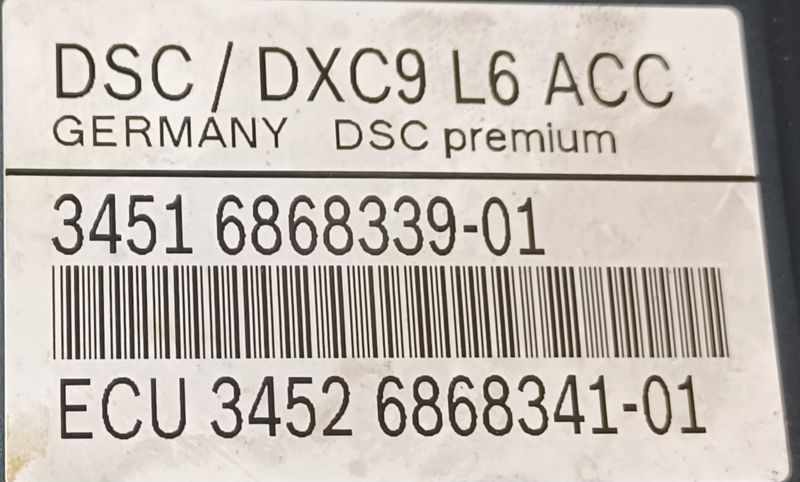 DSC / DXC9 L6 ACC
GERMANY DSC premium
3451 6868339-01
ECU 3452 6868341-01